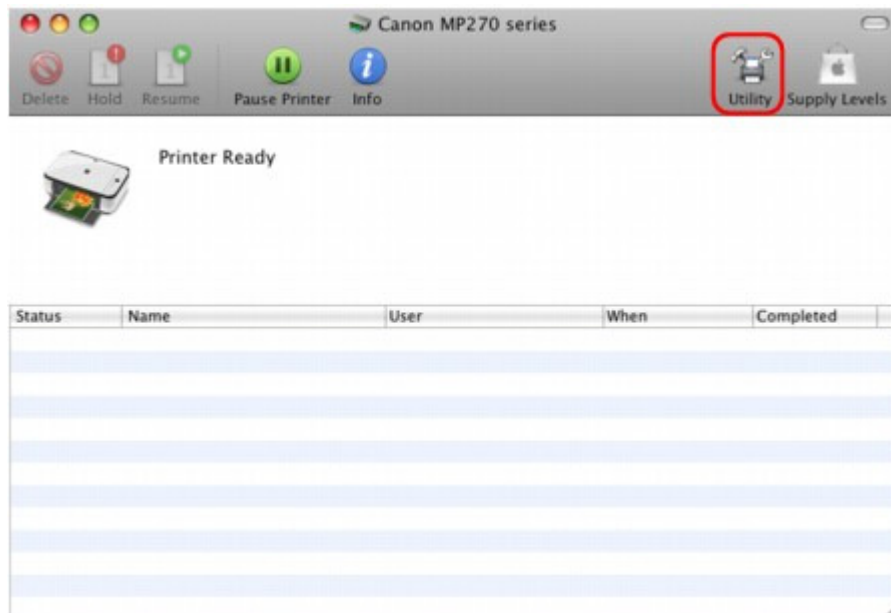 Canon MP270 series
Delete Hold Resume Pause Printer Info Utility Supply Levels
Printer Ready
Status Name User When Completed